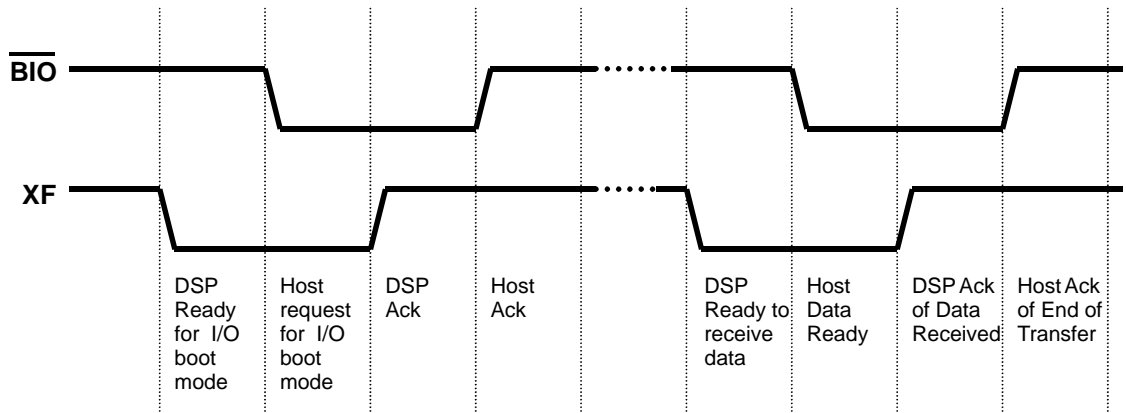 BIO
XF
DSP
Ready
for I/O
boot
mode
Host
request
for I/O
boot
mode
DSP
Ack
Host
Ack
DSP
Ready to
receive
data
Host
Data
Ready
DSP Ack
of Data
Received
Host Ack
of End of
Transfer